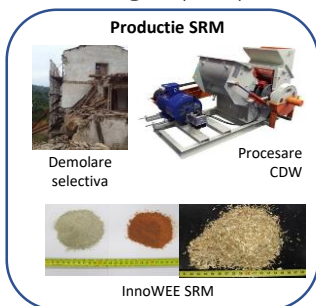 Productie SRM
Demolare
selectiva
Procesare
CDW
InnoWEE SRM